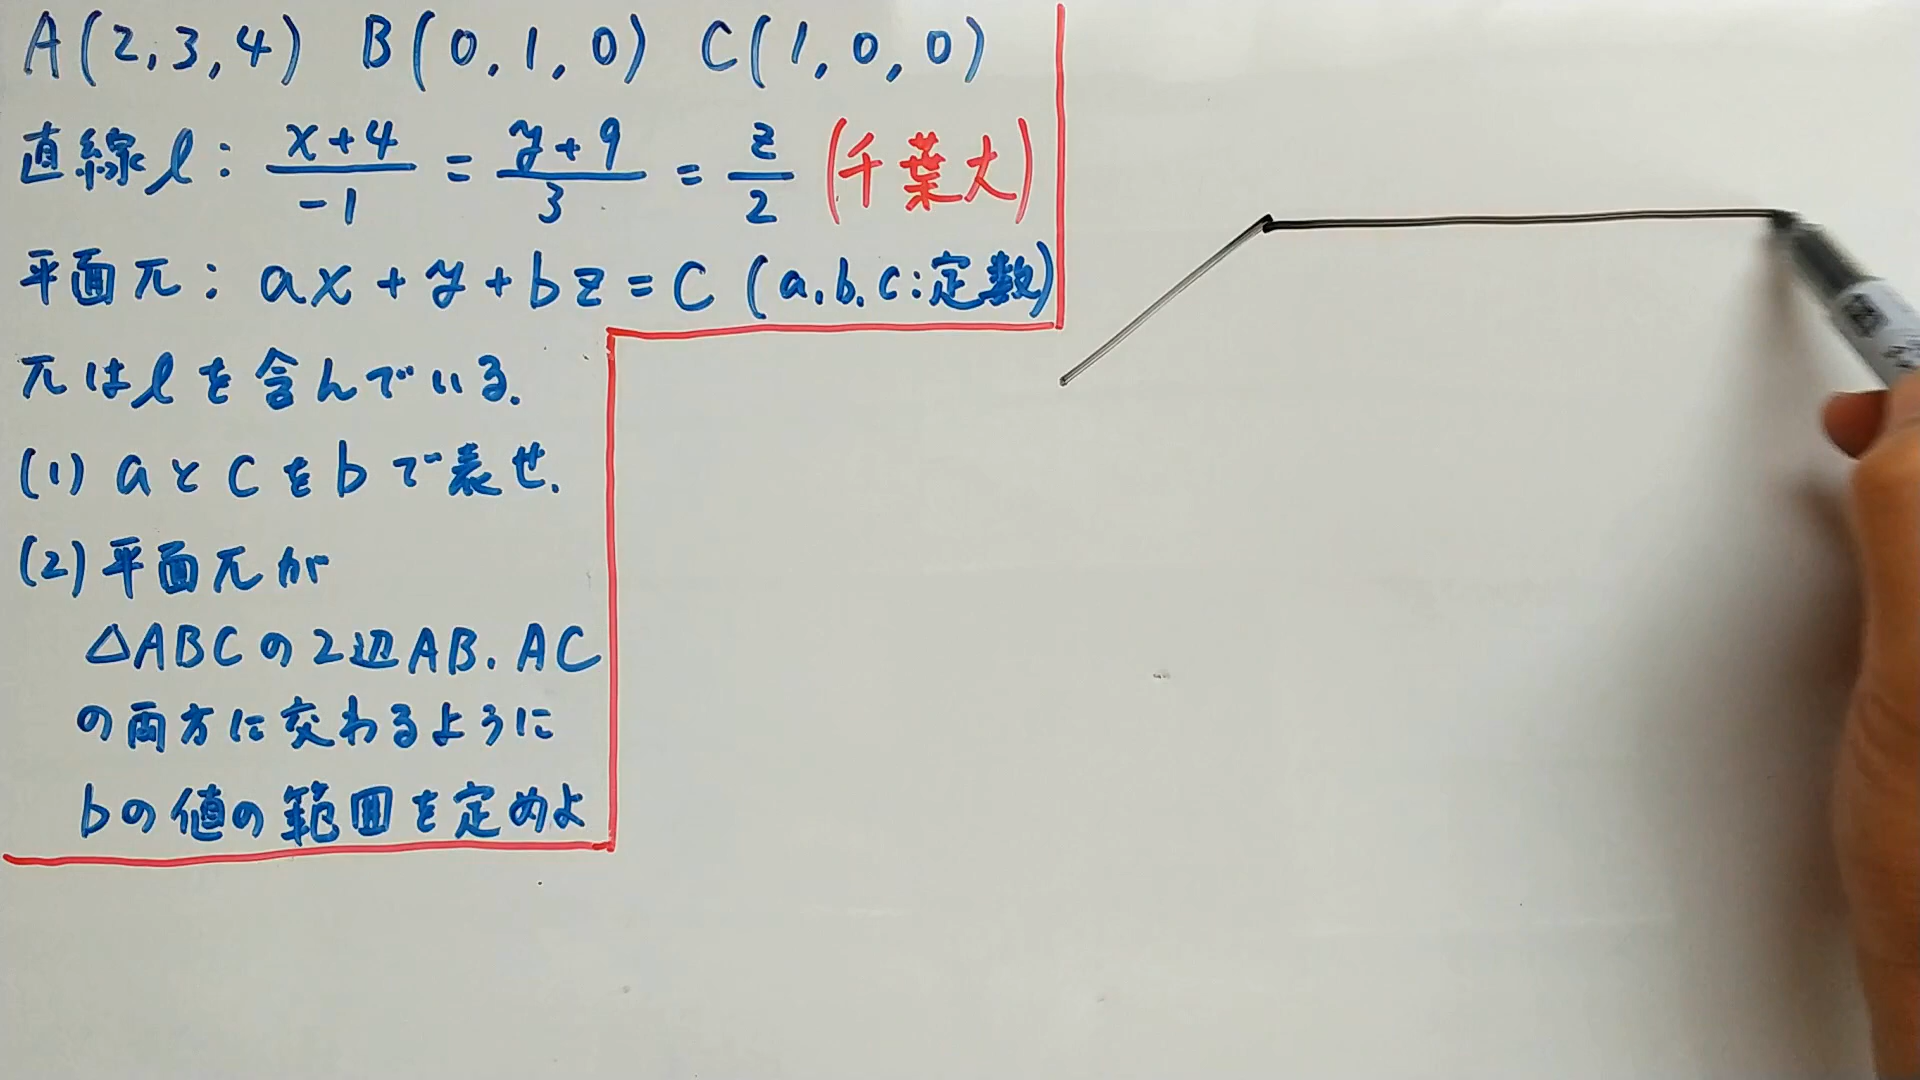 A(2,3,4) B(0,1,0) C(1,0,0)
直線ℓ: (x+4)/(-1) = (y+9)/3 = z/2 (千葉大)
平面π: ax+y+bz=c (a,b,c:定数)
πはℓを含んでいる.
(1) aとcをbで表せ.
(2) 平面πが
△ABCの2辺AB,AC
の両方に交わるように
bの値の範囲を定めよ